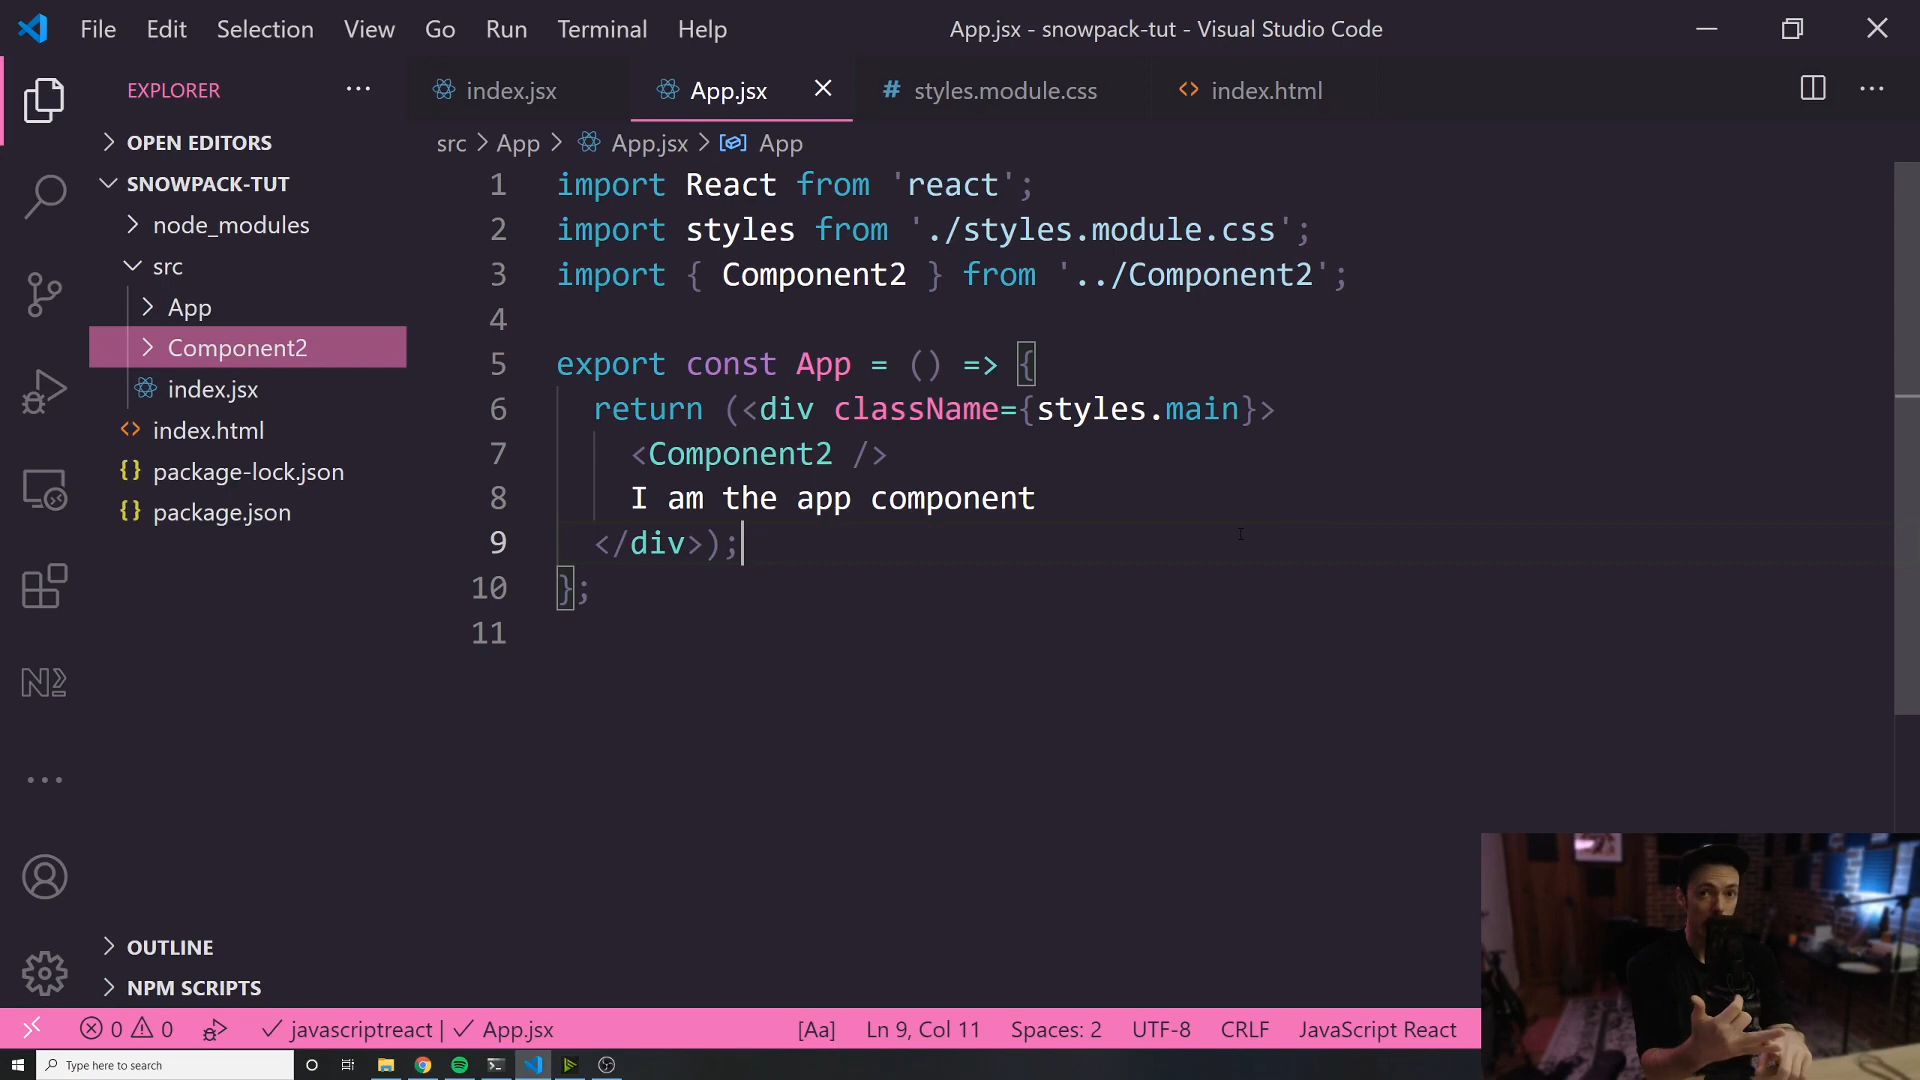 File Edit Selection View Go Run Terminal Help App.jsx - snowpack-tut - Visual Studio Code
EXPLORER
index.jsx App.jsx # styles.module.css <> index.html
OPEN EDITORS
SNOWPACK-TUT
node_modules
src
App
Component2
index.jsx
<> index.html
{} package-lock.json
{} package.json
OUTLINE
NPM SCRIPTS
src > App > App.jsx > App
1 import React from 'react';
2 import styles from './styles.module.css';
3 import { Component2 } from '../Component2';
4
5 export const App = () => {
6 return (<div className={styles.main}>
7 <Component2 />
8 I am the app component
9 </div>);
10 };
11
0 0 javascriptreact | App.jsx [Aa] Ln 9, Col 11 Spaces: 2 UTF-8 CRLF JavaScript React
Type here to search